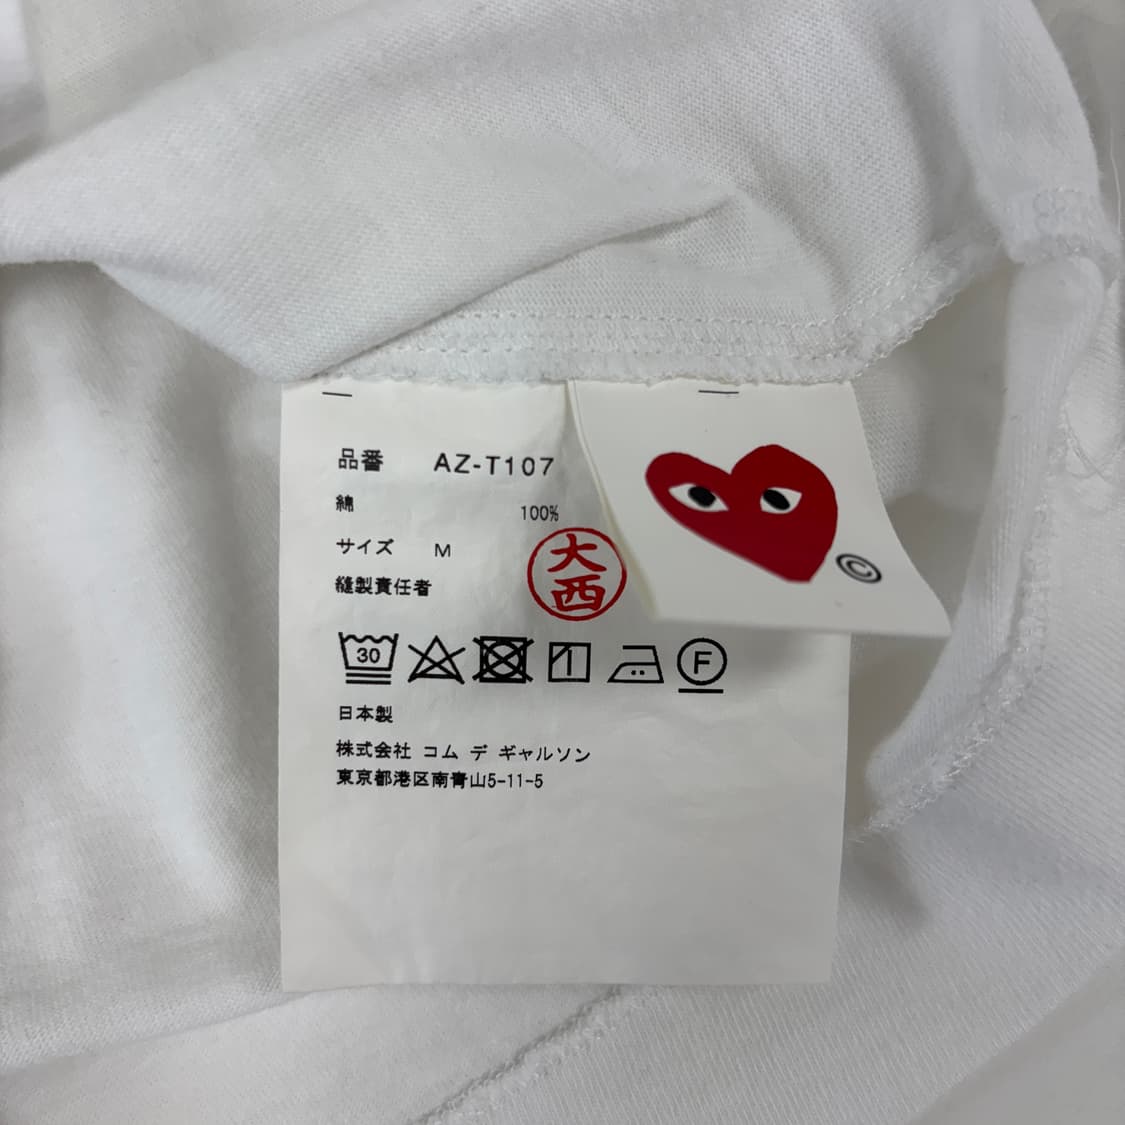 品番 AZ-T107
綿 100%
サイズ M
縫製責任者
大西
30
F
日本製
株式会社 コム デ ギャルソン
東京都港区南青山5-11-5
©